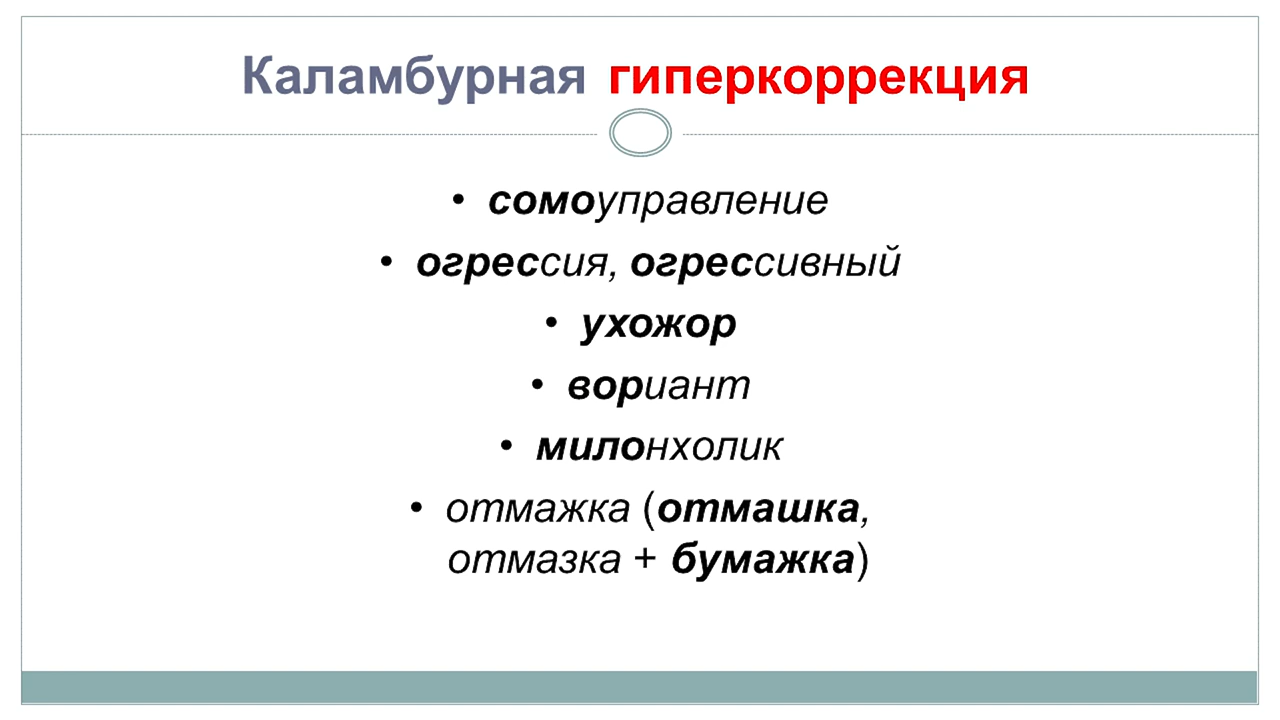 Каламбурная гиперкоррекция
• сомоуправление
• огрессия, огрессивный
• ухожор
• вориант
• милонхолик
• отмажка (отмашка,
отмазка + бумажка)